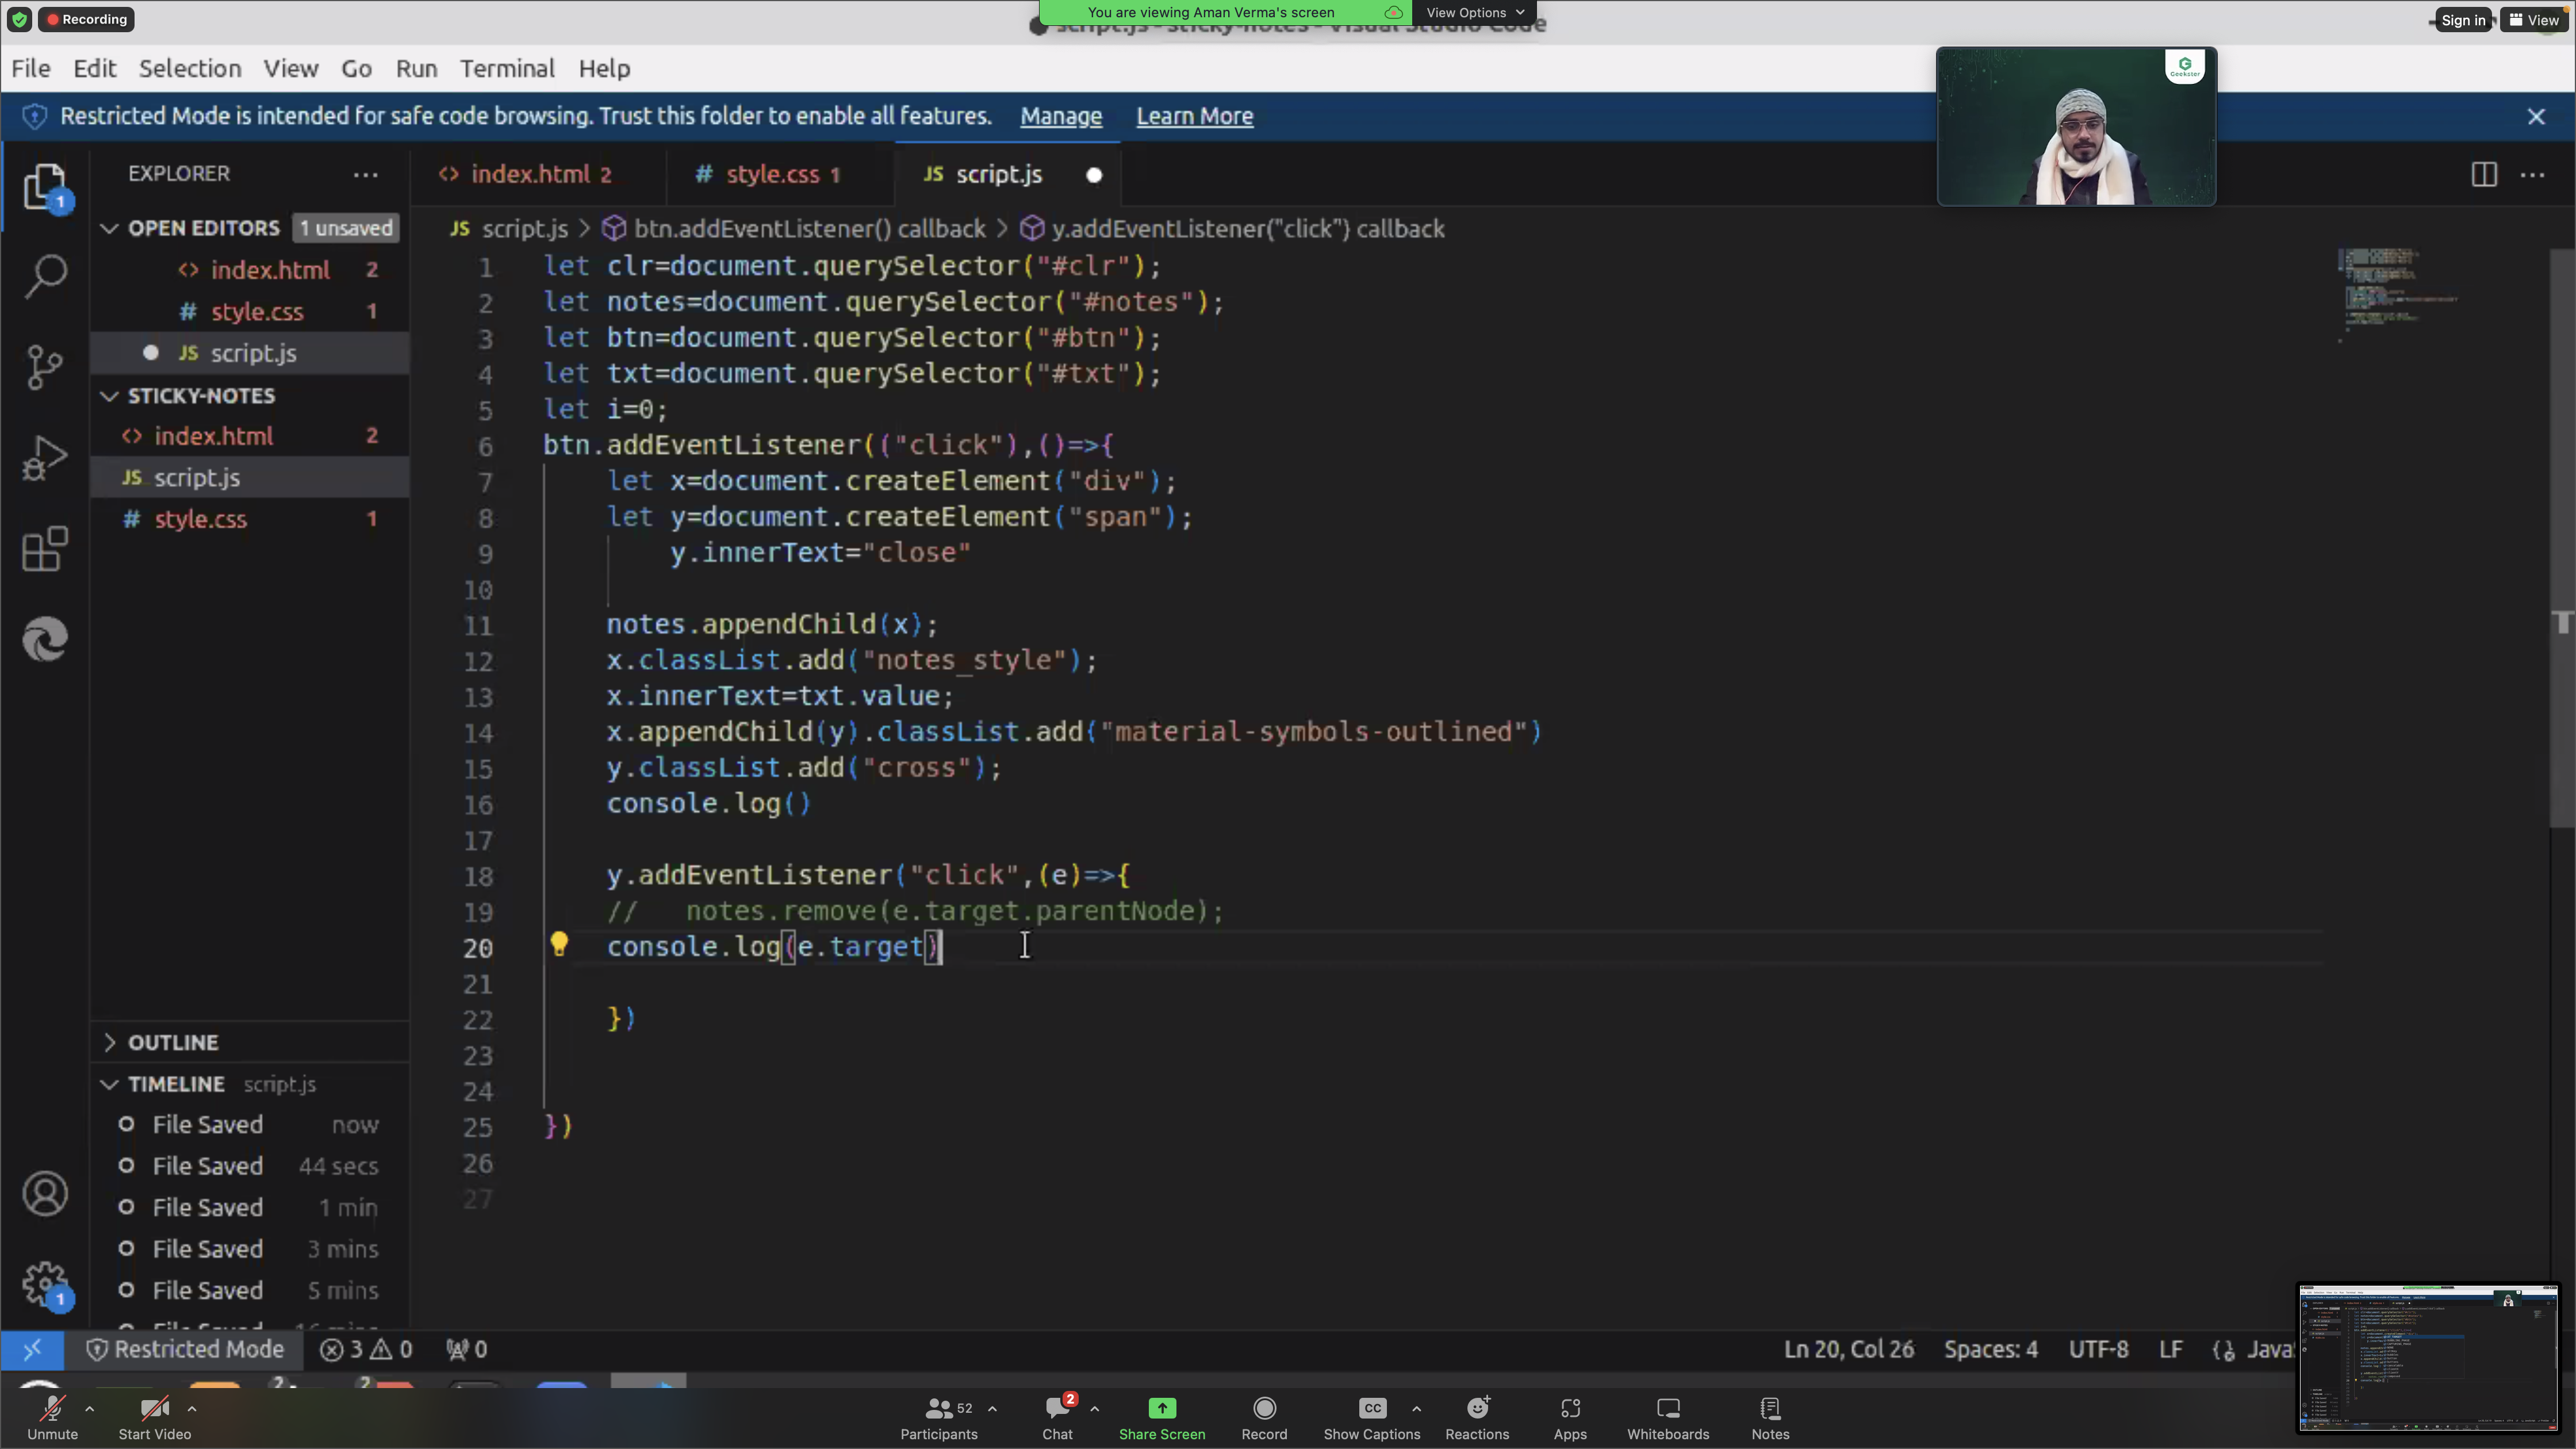 Recording
You are viewing Aman Verma's screen
View Options
Sign in
View
script.js - sticky-notes - Visual Studio Code
File Edit Selection View Go Run Terminal Help
Geekster
Restricted Mode is intended for safe code browsing. Trust this folder to enable all features. Manage Learn More
EXPLORER
index.html 2
# style.css 1
JS script.js
OPEN EDITORS 1 unsaved
<> index.html 2
# style.css 1
JS script.js
STICKY-NOTES
<> index.html 2
JS script.js
# style.css 1
OUTLINE
TIMELINE script.js
File Saved now
File Saved 44 secs
File Saved 1 min
File Saved 3 mins
File Saved 5 mins
JS script.js > btn.addEventListener() callback > y.addEventListener("click") callback
1 let clr=document.querySelector("#clr");
2 let notes=document.querySelector("#notes");
3 let btn=document.querySelector("#btn");
4 let txt=document.querySelector("#txt");
5 let i=0;
6 btn.addEventListener(("click"),()=>{
7 let x=document.createElement("div");
8 let y=document.createElement("span");
9 y.innerText="close"
10
11 notes.appendChild(x);
12 x.classList.add("notes_style");
13 x.innerText=txt.value;
14 x.appendChild(y).classList.add("material-symbols-outlined")
15 y.classList.add("cross");
16 console.log()
17
18 y.addEventListener("click",(e)=>{
19 // notes.remove(e.target.parentNode);
20 console.log(e.target)
21
22 })
23
24
25 })
26
27
Restricted Mode 3 0 0
Ln 20, Col 26 Spaces: 4 UTF-8 LF
Unmute
Start Video
Participants 52
Chat 2
Share Screen
Record
Show Captions
Reactions
Apps
Whiteboards
Notes